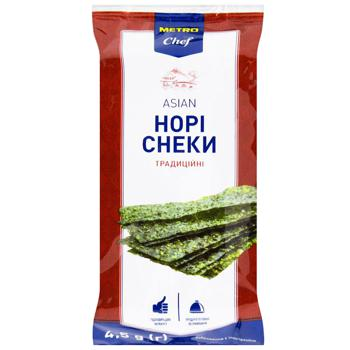 METRO
Chef
ASIAN
НОРІ
СНЕКИ
ТРАДИЦІЙНІ
4,5 g (г)